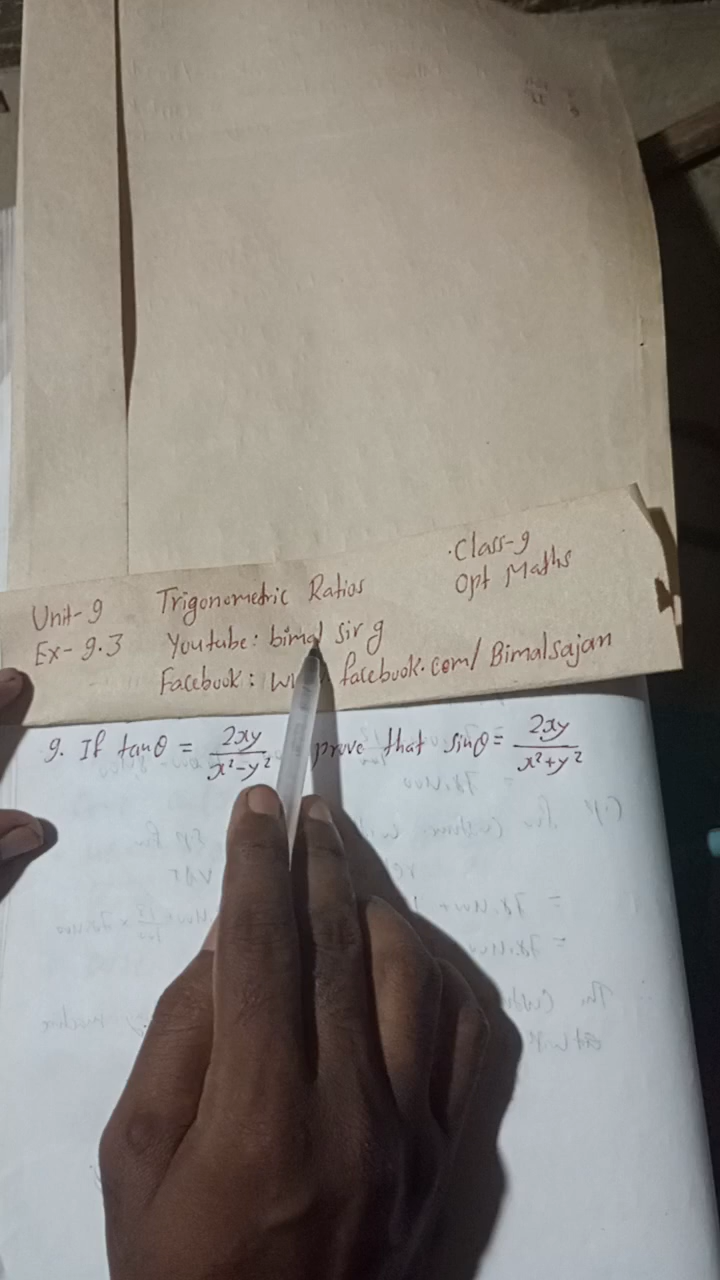 Unit-9 Trigonometric Ratios Class-9
Ex-9.3 Youtube: bimal sir g Opt Maths
Facebook: facebook.com/Bimalsajan
9. If tanθ = 2xy/x²-y² prove that sinθ = 2xy/x²+y²